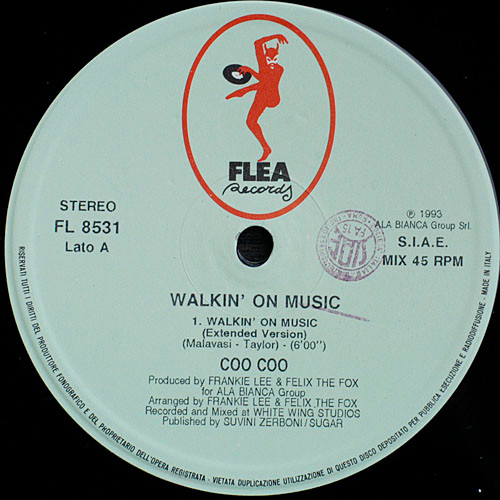 FLEA
Records
STEREO
FL 8531
Lato A
℗ 1993
ALA BIANCA Group Srl.
S.I.A.E.
MIX 45 RPM
SIAE
WALKIN' ON MUSIC
1. WALKIN' ON MUSIC
(Extended Version)
(Malavasi - Taylor) - (6'00")
COO COO
Produced by FRANKIE LEE & FELIX THE FOX
for ALA BIANCA Group
Arranged by FRANKIE LEE & FELIX THE FOX
Recorded and Mixed at WHITE WING STUDIOS
Published by SUVINI ZERBONI/SUGAR
RISERVATI TUTTI I DIRITTI DEL PRODUTTORE FONOGRAFICO E DEL PROPRIETARIO DELL'OPERA REGISTRATA - VIETATA DUPLICAZIONE UTILIZZAZIONE DI QUESTO DISCO DEPOSITATO PER PUBBLICA ESECUZIONE E RADIODIFFUSIONE - MADE IN ITALY